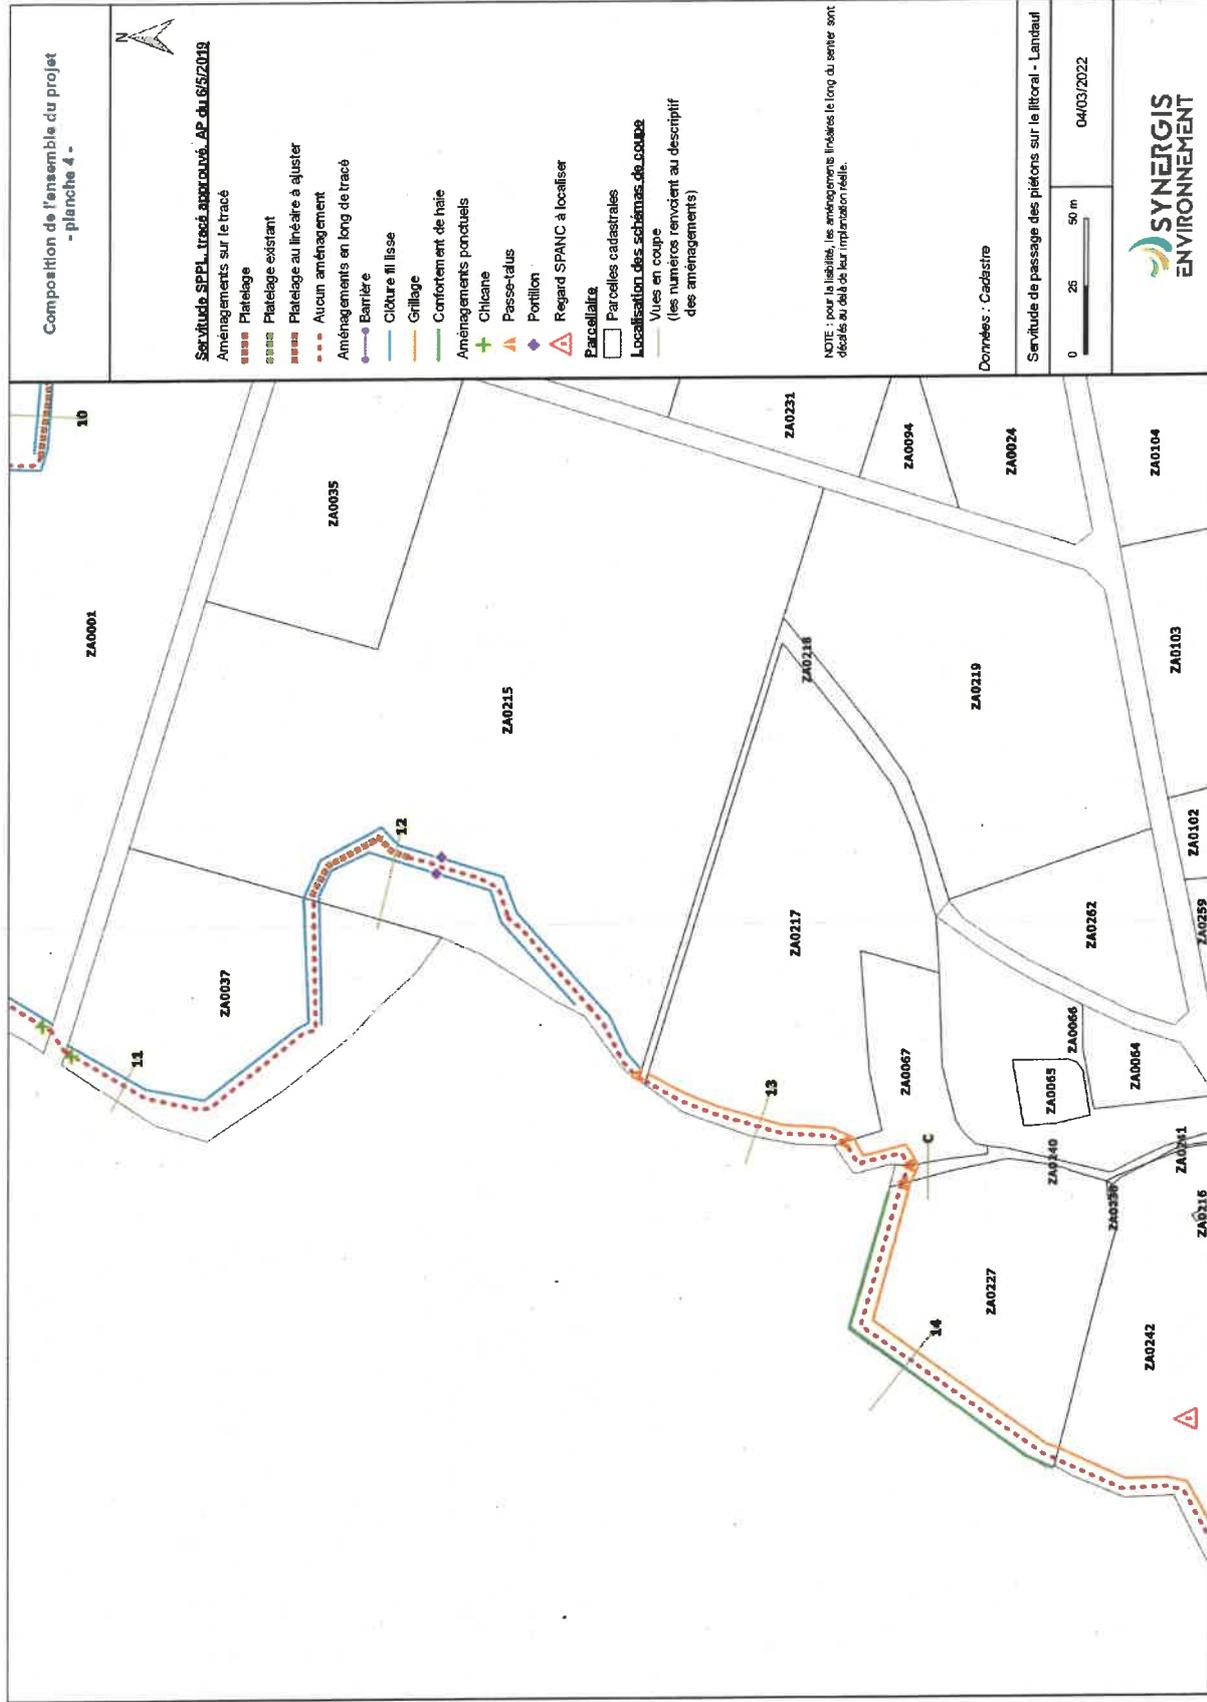 Composition de l'ensemble du projet
- planche 4 -
N
Servitude SPPL, tracé approuvé, AP du 6/5/2019
Aménagements sur le tracé
Platelage
Platelage existant
Platelage au linéaire à ajuster
Aucun aménagement
Aménagements en long de tracé
Barrière
Clôture fil lisse
Grillage
Confortement de haie
Aménagements ponctuels
Chicane
Passe-talus
Portillon
Regard SPANC à localiser
Parcellaire
Parcelles cadastrales
Localisation des schémas de coupe
Vues en coupe
(les numéros renvoient au descriptif
des aménagements)
NOTE : pour la lisibilité, les aménagements linéaires le long du sentier sont
décalés au delà de leur implantation réelle.
Données : Cadastre
Servitude de passage des piétons sur le littoral - Landaul
0 25 50 m
04/03/2022
SYNERGIS
ENVIRONNEMENT
10
ZA0001
ZA0035
ZA0231
ZA0094
ZA0024
ZA0104
ZA0215
ZA0218
ZA0219
ZA0103
12
ZA0037
11
ZA0217
ZA0262
ZA0102
ZA0259
13
ZA0067
ZA0066
ZA0065
ZA0064
C
ZA0240
ZA0241
ZA0216
14
ZA0227
ZA0242